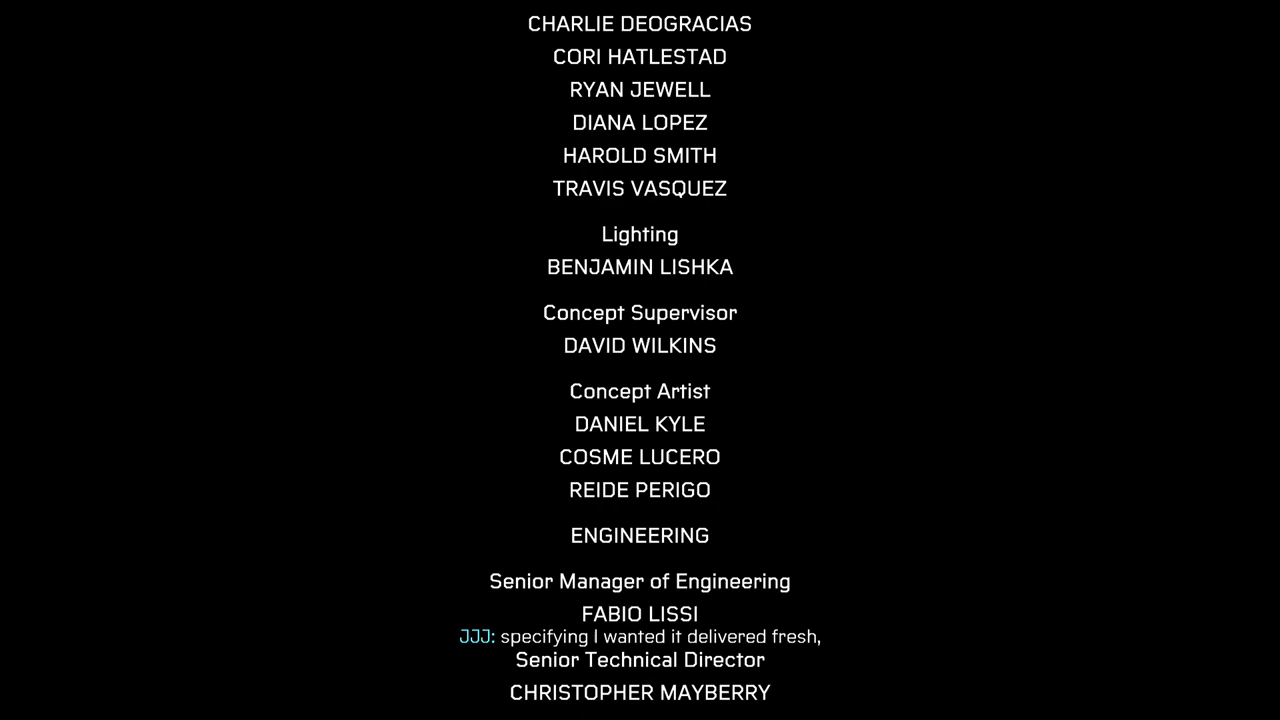 CHARLIE DEOGRACIAS
CORI HATLESTAD
RYAN JEWELL
DIANA LOPEZ
HAROLD SMITH
TRAVIS VASQUEZ
Lighting
BENJAMIN LISHKA
Concept Supervisor
DAVID WILKINS
Concept Artist
DANIEL KYLE
COSME LUCERO
REIDE PERIGO
ENGINEERING
Senior Manager of Engineering
FABIO LISSI
JJJ: specifying I wanted it delivered fresh,
Senior Technical Director
CHRISTOPHER MAYBERRY